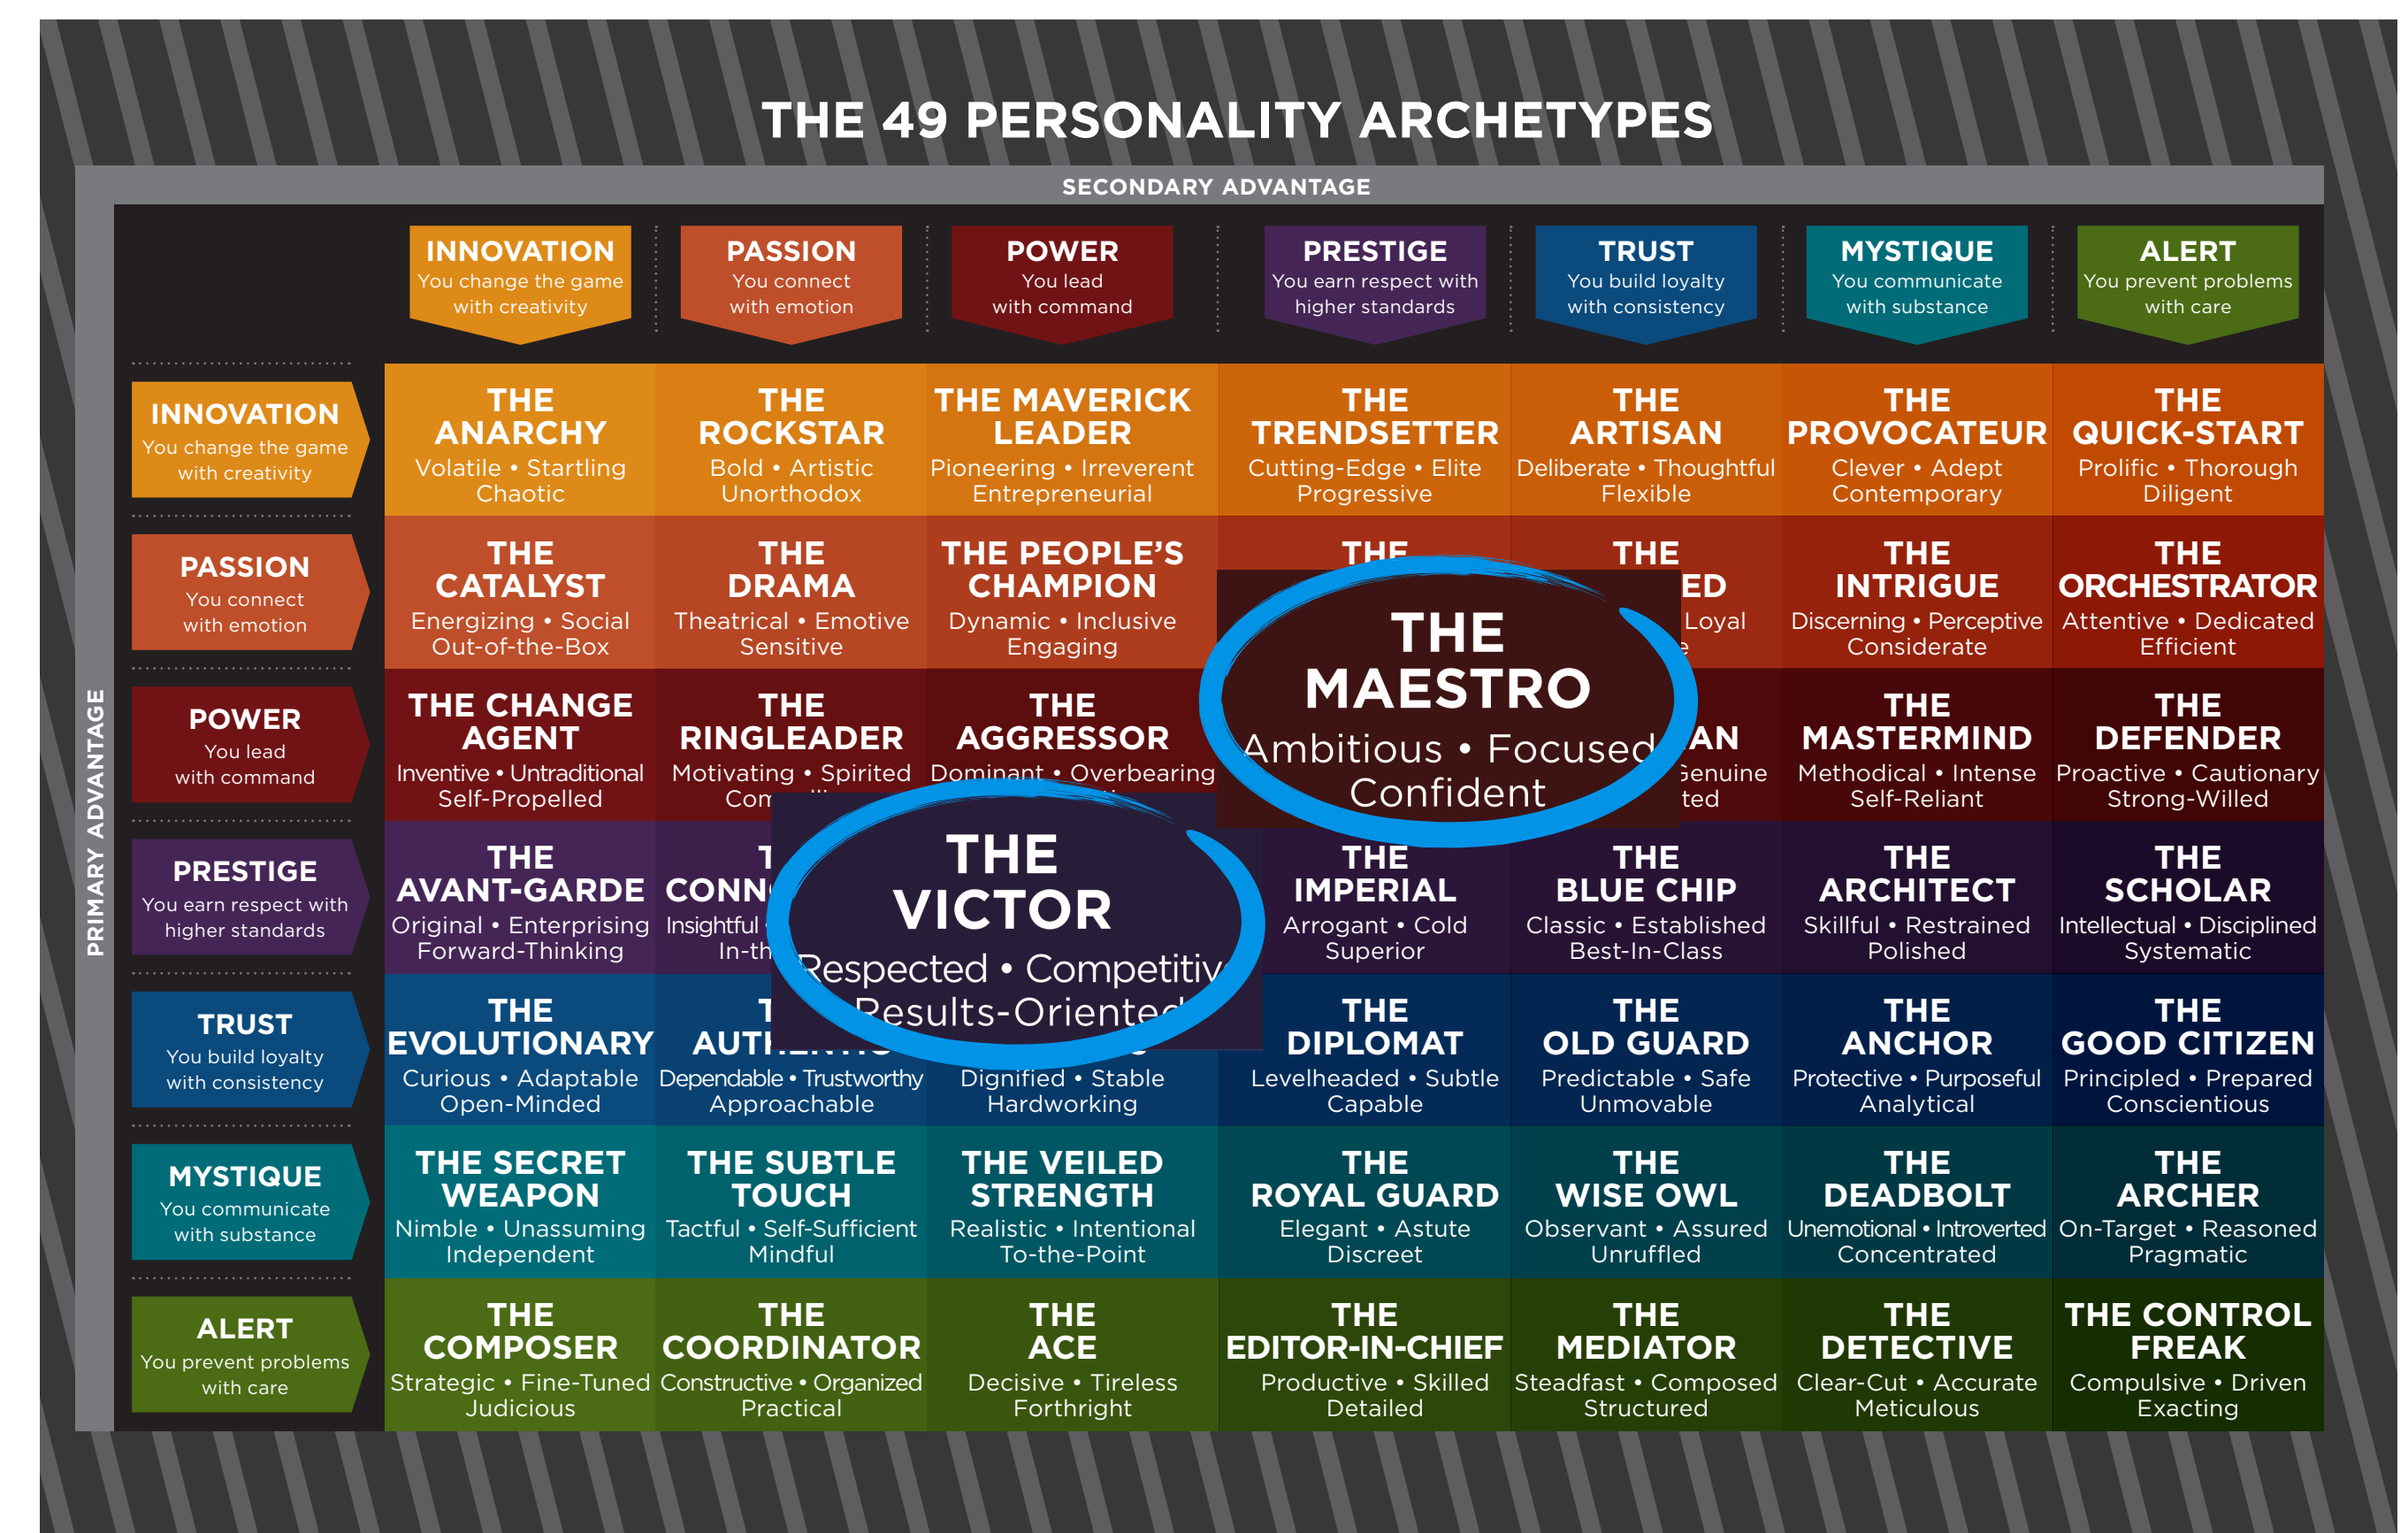 THE 49 PERSONALITY ARCHETYPES
SECONDARY ADVANTAGE
PRIMARY ADVANTAGE
INNOVATION
You change the game
with creativity
PASSION
You connect
with emotion
POWER
You lead
with command
PRESTIGE
You earn respect with
higher standards
TRUST
You build loyalty
with consistency
MYSTIQUE
You communicate
with substance
ALERT
You prevent problems
with care
INNOVATION
You change the game
with creativity
THE
ANARCHY
Volatile • Startling
Chaotic
THE
ROCKSTAR
Bold • Artistic
Unorthodox
THE MAVERICK
LEADER
Pioneering • Irreverent
Entrepreneurial
THE
TRENDSETTER
Cutting-Edge • Elite
Progressive
THE
ARTISAN
Deliberate • Thoughtful
Flexible
THE
PROVOCATEUR
Clever • Adept
Contemporary
THE
QUICK-START
Prolific • Thorough
Diligent
PASSION
You connect
with emotion
THE
CATALYST
Energizing • Social
Out-of-the-Box
THE
DRAMA
Theatrical • Emotive
Sensitive
THE PEOPLE'S
CHAMPION
Dynamic • Inclusive
Engaging
THE
THE
Loyal
THE
INTRIGUE
Discerning • Perceptive
Considerate
THE
ORCHESTRATOR
Attentive • Dedicated
Efficient
POWER
You lead
with command
THE CHANGE
AGENT
Inventive • Untraditional
Self-Propelled
THE
RINGLEADER
Motivating • Spirited
THE
AGGRESSOR
Dominant • Overbearing
THE
MAESTRO
Ambitious • Focused
Confident
THE
MASTERMIND
Methodical • Intense
Self-Reliant
THE
DEFENDER
Proactive • Cautionary
Strong-Willed
PRESTIGE
You earn respect with
higher standards
THE
AVANT-GARDE
Original • Enterprising
Forward-Thinking
Insightful
THE
VICTOR
Respected • Competitiv
Results-Oriented
THE
IMPERIAL
Arrogant • Cold
Superior
THE
BLUE CHIP
Classic • Established
Best-In-Class
THE
ARCHITECT
Skillful • Restrained
Polished
THE
SCHOLAR
Intellectual • Disciplined
Systematic
TRUST
You build loyalty
with consistency
THE
EVOLUTIONARY
Curious • Adaptable
Open-Minded
Dependable • Trustworthy
Approachable
Dignified • Stable
Hardworking
THE
DIPLOMAT
Levelheaded • Subtle
Capable
THE
OLD GUARD
Predictable • Safe
Unmovable
THE
ANCHOR
Protective • Purposeful
Analytical
THE
GOOD CITIZEN
Principled • Prepared
Conscientious
MYSTIQUE
You communicate
with substance
THE SECRET
WEAPON
Nimble • Unassuming
Independent
THE SUBTLE
TOUCH
Tactful • Self-Sufficient
Mindful
THE VEILED
STRENGTH
Realistic • Intentional
To-the-Point
THE
ROYAL GUARD
Elegant • Astute
Discreet
THE
WISE OWL
Observant • Assured
Unruffled
THE
DEADBOLT
Unemotional • Introverted
Concentrated
THE
ARCHER
On-Target • Reasoned
Pragmatic
ALERT
You prevent problems
with care
THE
COMPOSER
Strategic • Fine-Tuned
Judicious
THE
COORDINATOR
Constructive • Organized
Practical
THE
ACE
Decisive • Tireless
Forthright
THE
EDITOR-IN-CHIEF
Productive • Skilled
Detailed
THE
MEDIATOR
Steadfast • Composed
Structured
THE
DETECTIVE
Clear-Cut • Accurate
Meticulous
THE CONTROL
FREAK
Compulsive • Driven
Exacting